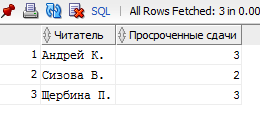 SQL | All Rows Fetched: 3 in 0.00
Читатель Просроченные сдачи
1 Андрей К. 3
2 Сизова В. 2
3 Щербина П. 3